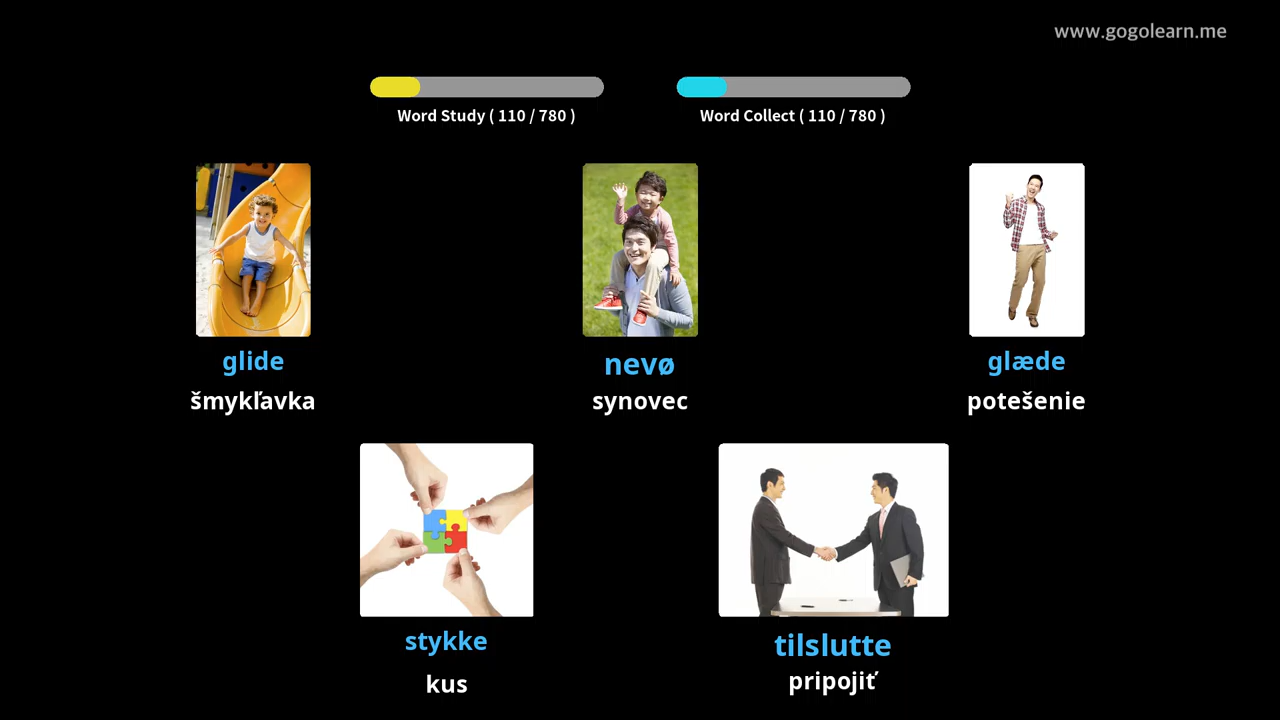 www.gogolearn.me
Word Study ( 110 / 780 )
Word Collect ( 110 / 780 )
glide
nevø
glæde
šmykľavka
synovec
potešenie
stykke
tilslutte
kus
pripojiť